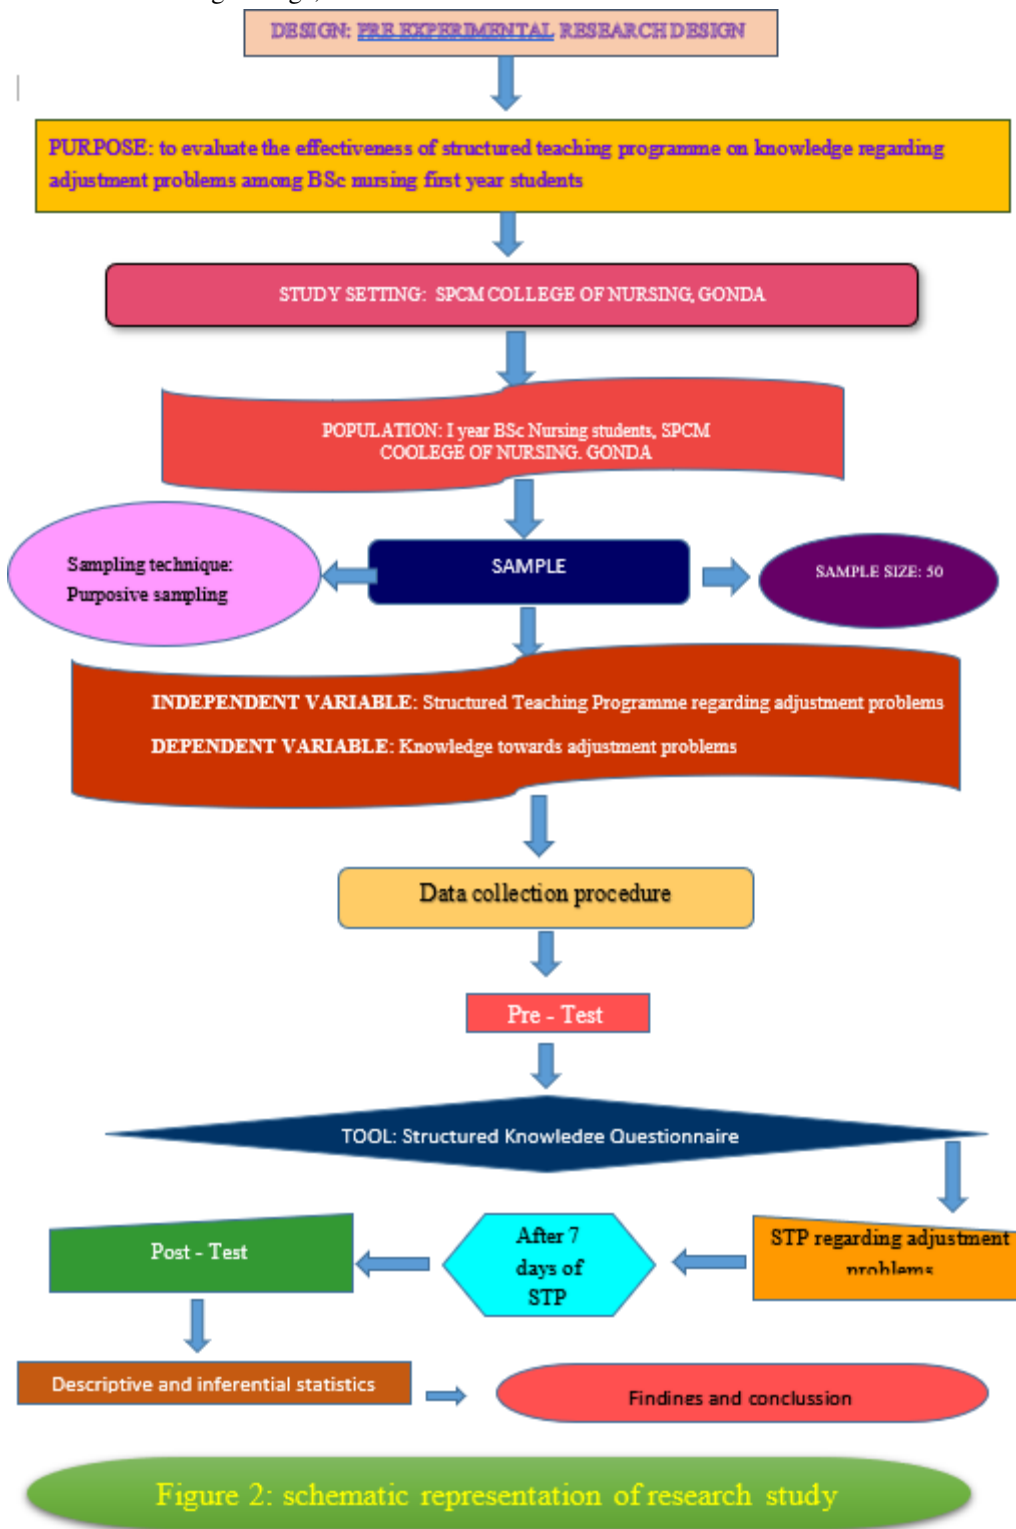 DESIGN: PRE EXPERIMENTAL RESEARCH DESIGN
PURPOSE: to evaluate the effectiveness of structured teaching programme on knowledge regarding
adjustment problems among BSc nursing first year students
STUDY SETTING: SPCM COLLEGE OF NURSING, GONDA
POPULATION: I year BSc Nursing students, SPCM
COOLEGE OF NURSING. GONDA
Sampling technique:
Purposive sampling
SAMPLE
SAMPLE SIZE: 50
INDEPENDENT VARIABLE: Structured Teaching Programme regarding adjustment problems
DEPENDENT VARIABLE: Knowledge towards adjustment problems
Data collection procedure
Pre - Test
TOOL: Structured Knowledge Questionnaire
STP regarding adjustment
problems
After 7
days of
STP
Post - Test
Descriptive and inferential statistics
Findings and conclussion
Figure 2: schematic representation of research study